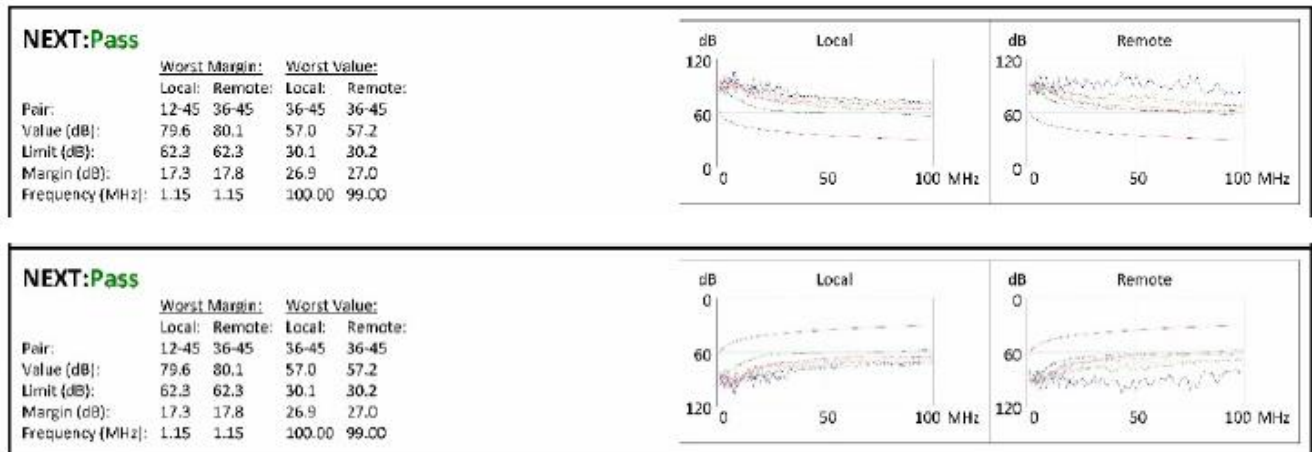 NEXT:Pass
Worst Margin: Worst Value:
Local: Remote: Local: Remote:
Pair: 12-45 36-45 36-45 36-45
Value (dB): 79.6 80.1 57.0 57.2
Limit (dB): 62.3 62.3 30.1 30.2
Margin (dB): 17.3 17.8 26.9 27.0
Frequency (MHz): 1.15 1.15 100.00 99.00
dB Local
120
60
0
0 50 100 MHz
dB Remote
120
60
0
0 50 100 MHz
NEXT:Pass
Worst Margin: Worst Value:
Local: Remote: Local: Remote:
Pair: 12-45 36-45 36-45 36-45
Value (dB): 79.6 80.1 57.0 57.2
Limit (dB): 62.3 62.3 30.1 30.2
Margin (dB): 17.3 17.8 26.9 27.0
Frequency (MHz): 1.15 1.15 100.00 99.00
dB Local
0
60
120
0 50 100 MHz
dB Remote
0
60
120
0 50 100 MHz